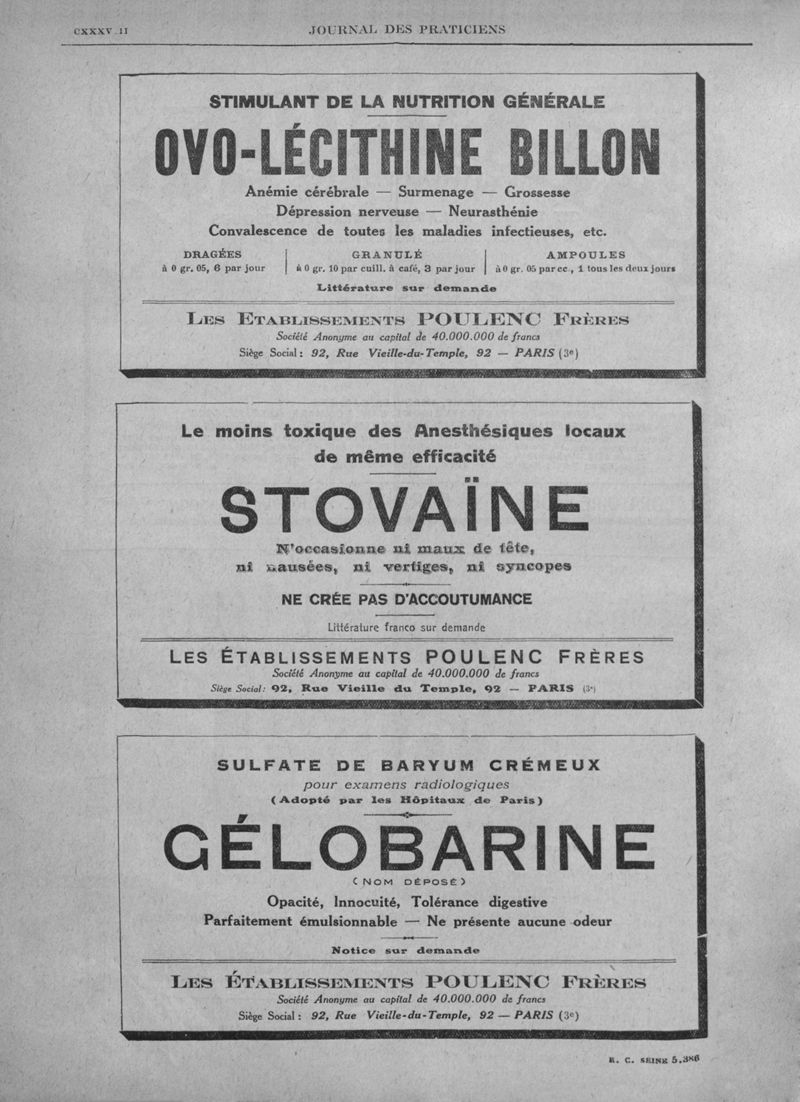 CXXXV.II
JOURNAL DES PRATICIENS
STIMULANT DE LA NUTRITION GÉNÉRALE
OVO-LÉCITHINE BILLON
Anémie cérébrale — Surmenage — Grossesse
Dépression nerveuse — Neurasthénie
Convalescence de toutes les maladies infectieuses, etc.
DRAGÉES
à 0 gr. 05, 6 par jour
GRANULÉ
à 0 gr. 10 par cuill. à café, 3 par jour
AMPOULES
à 0 gr. 05 par cc., 1 tous les deux jours
Littérature sur demande
LES ETABLISSEMENTS POULENC FRÈRES
Société Anonyme au capital de 40.000.000 de francs
Siège Social : 92, Rue Vieille-du-Temple, 92 — PARIS (3e)
Le moins toxique des Anesthésiques locaux
de même efficacité
STOVAÏNE
N'occasionne ni maux de tête,
ni nausées, ni vertiges, ni syncopes
NE CRÉE PAS D'ACCOUTUMANCE
Littérature franco sur demande
LES ÉTABLISSEMENTS POULENC FRÈRES
Société Anonyme au capital de 40.000.000 de francs
Siège Social : 92, Rue Vieille du Temple, 92 — PARIS (3e)
SULFATE DE BARYUM CRÉMEUX
pour examens radiologiques
(Adopté par les Hôpitaux de Paris)
GÉLOBARINE
(NOM DÉPOSÉ)
Opacité, Innocuité, Tolérance digestive
Parfaitement émulsionnable — Ne présente aucune odeur
Notice sur demande
LES ÉTABLISSEMENTS POULENC FRÈRES
Société Anonyme au capital de 40.000.000 de francs
Siège Social : 92, Rue Vieille-du-Temple, 92 — PARIS (3e)
R. C. SEINE 5.386